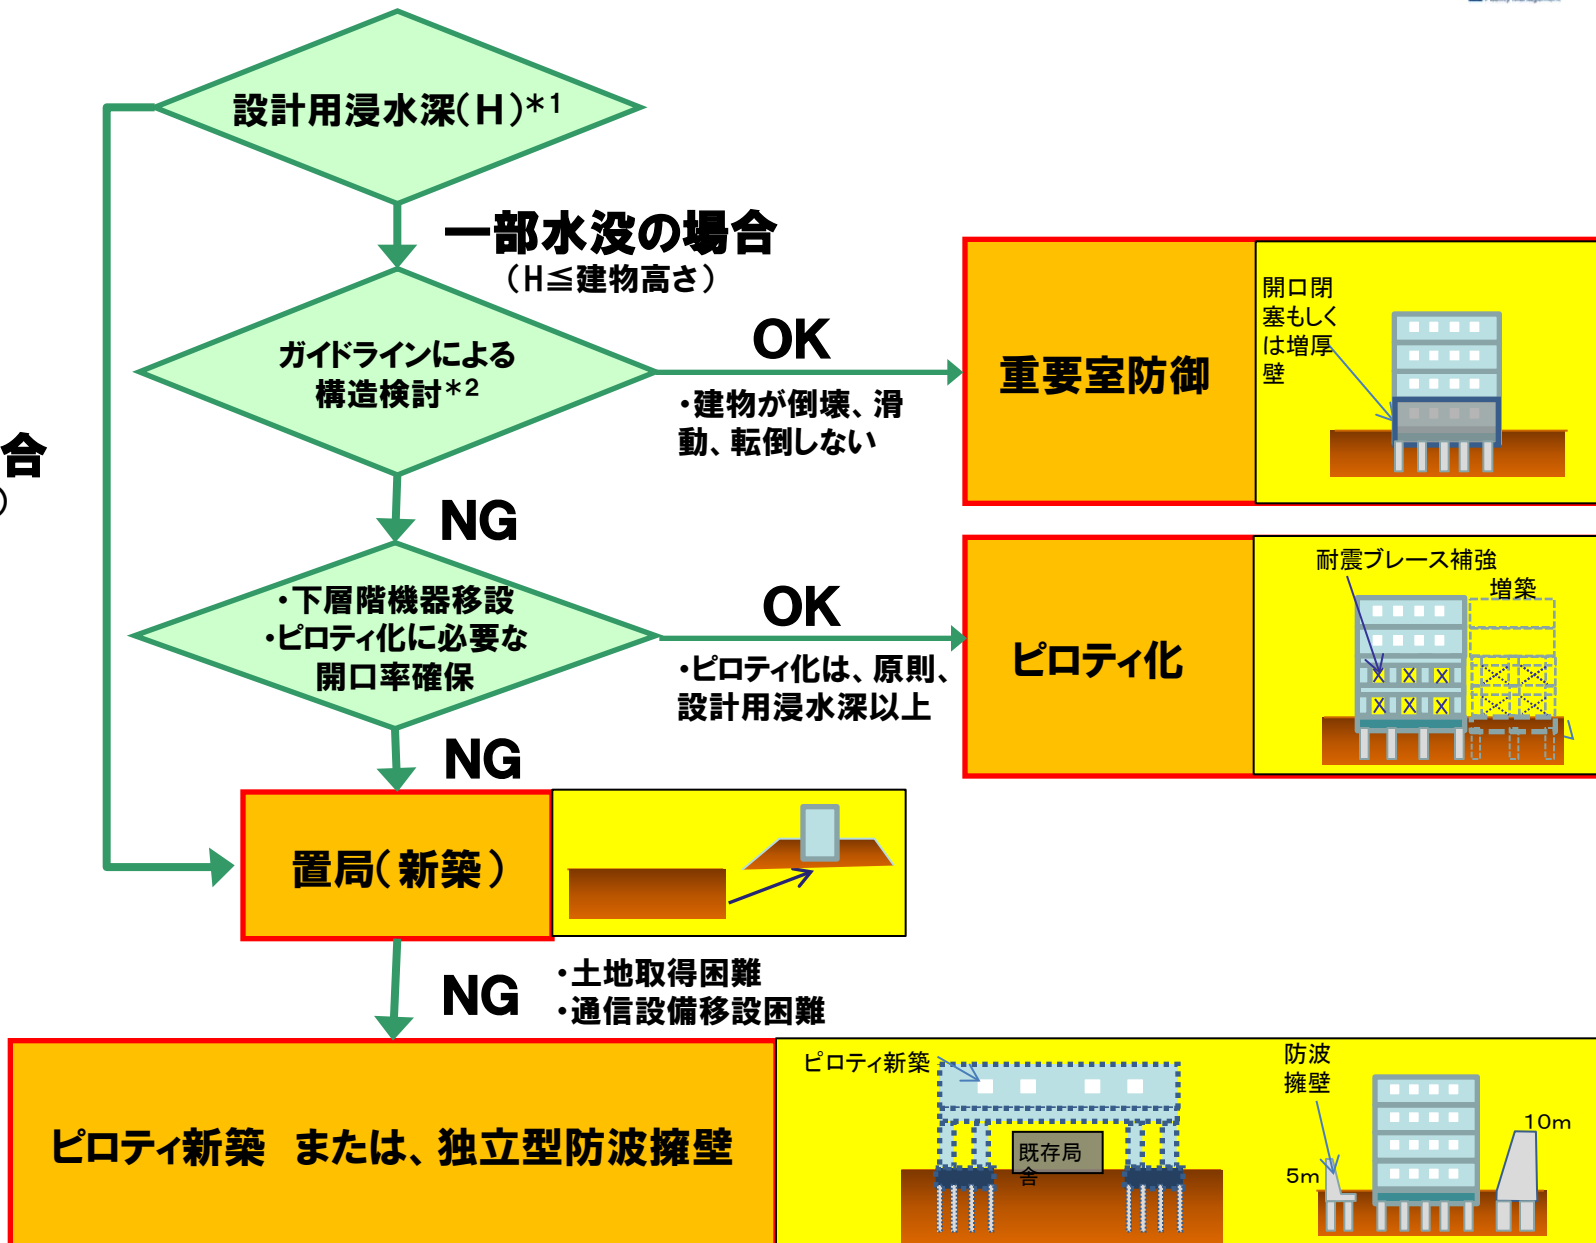 設計用浸水深(H)*1
一部水没の場合
(H≦建物高さ)
ガイドラインによる
構造検討*2
OK
・建物が倒壊、滑
動、転倒しない
重要室防御
開口閉
塞もしく
は増厚
壁
合
)
NG
・下層階機器移設
・ピロティ化に必要な
開口率確保
OK
・ピロティ化は、原則、
設計用浸水深以上
ピロティ化
耐震ブレース補強
増築
NG
置局(新築)
NG
・土地取得困難
・通信設備移設困難
ピロティ新築 または、独立型防波擁壁
ピロティ新築
既存局
舎
防波
擁壁
5m
10m